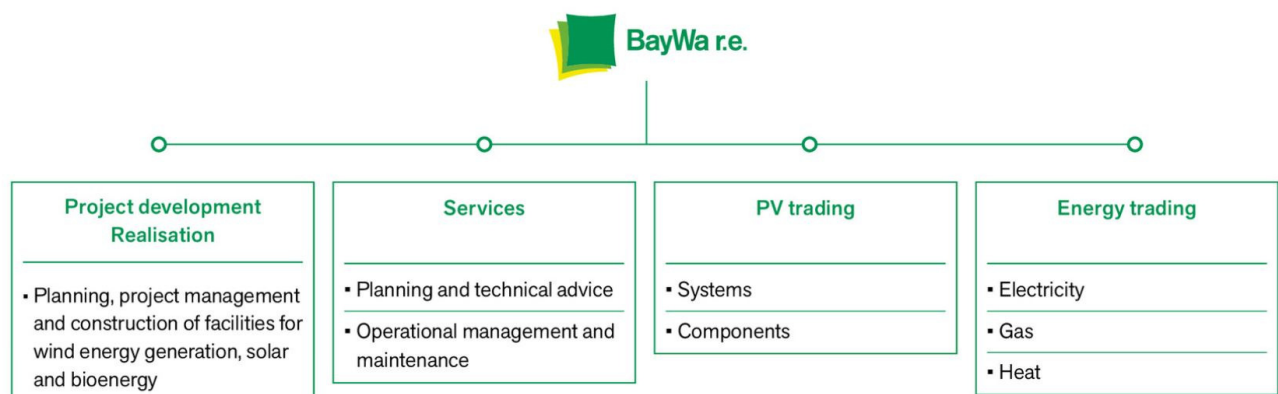 BayWa r.e.
Project development
Realisation
▪ Planning, project management
and construction of facilities for
wind energy generation, solar
and bioenergy
Services
▪ Planning and technical advice
▪ Operational management and
maintenance
PV trading
▪ Systems
▪ Components
Energy trading
▪ Electricity
▪ Gas
▪ Heat